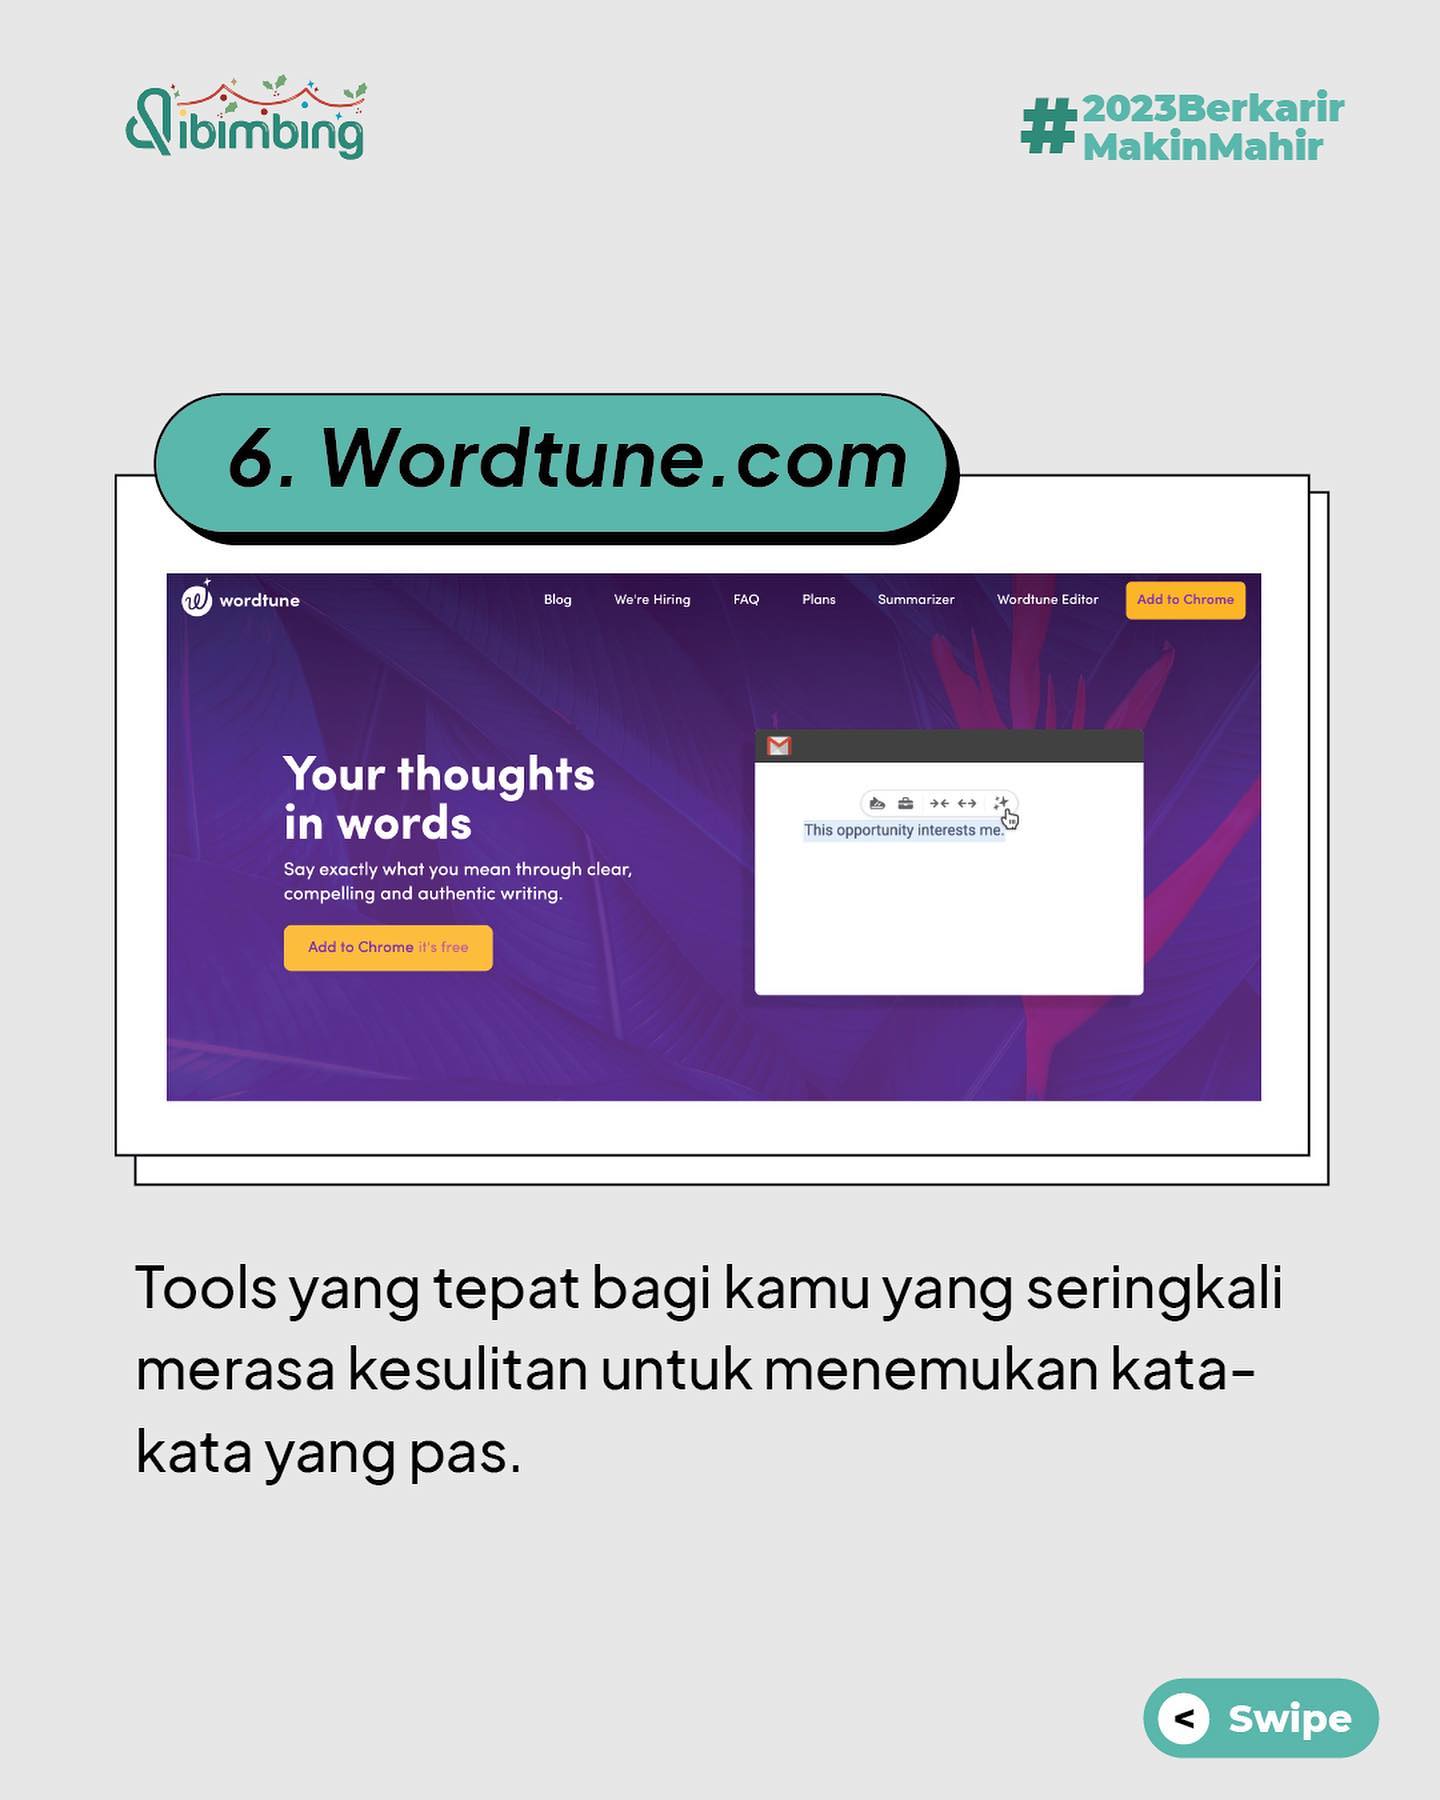 dibimbing
#2023Berkarir
MakinMahir
6. Wordtune.com
wordtune
Blog
We're Hiring
FAQ
Plans
Summarizer
Wordtune Editor
Add to Chrome
Your thoughts
in words
Say exactly what you mean through clear,
compelling and authentic writing.
Add to Chrome it's free
This opportunity interests me.
Tools yang tepat bagi kamu yang seringkali
merasa kesulitan untuk menemukan kata-
kata yang pas.
< Swipe